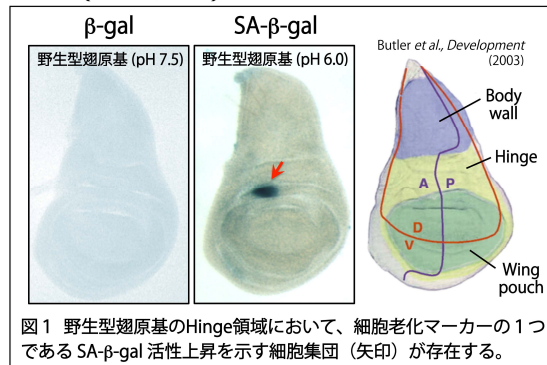 β-gal
SA-β-gal
野生型翅原基 (pH 7.5)
野生型翅原基 (pH 6.0)
Butler et al., Development
(2003)
Body
wall
Hinge
A
P
D
V
Wing
pouch
図1 野生型翅原基のHinge領域において、細胞老化マーカーの1つ
である SA-β-gal 活性上昇を示す細胞集団（矢印）が存在する。